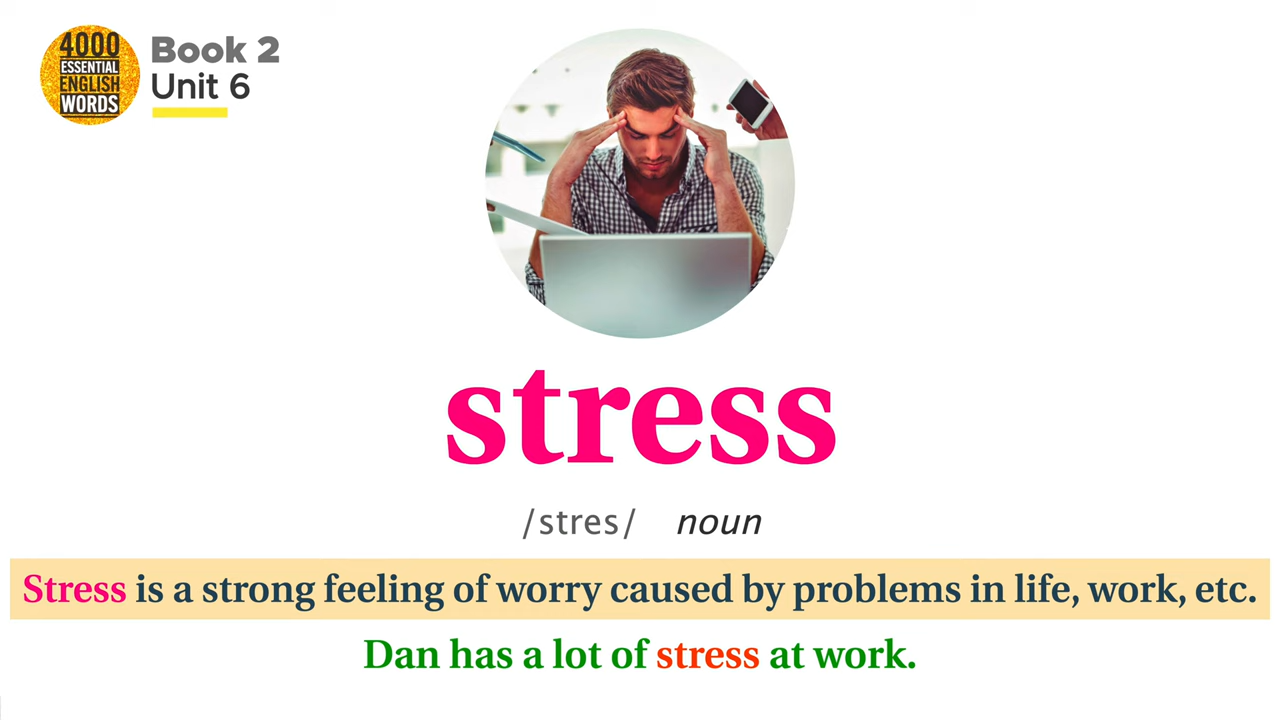 4000
ESSENTIAL
ENGLISH
WORDS
Book 2
Unit 6
stress
/stres/ noun
Stress is a strong feeling of worry caused by problems in life, work, etc.
Dan has a lot of stress at work.